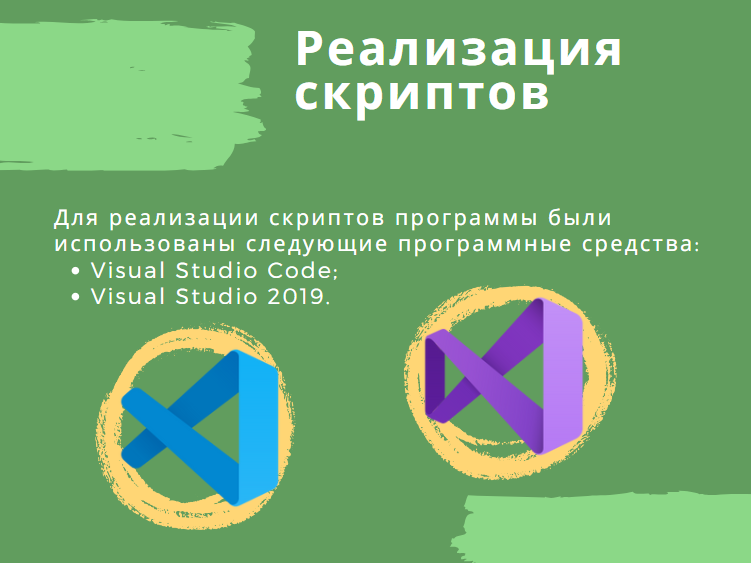 Реализация
скриптов
Для реализации скриптов программы были
использованы следующие программные средства:
• Visual Studio Code;
• Visual Studio 2019.